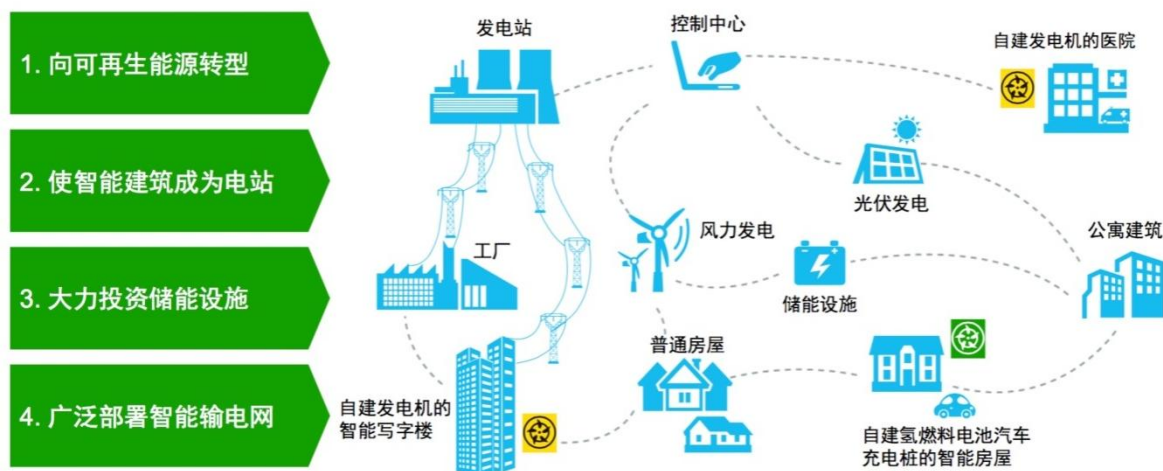 1. 向可再生能源转型
2. 使智能建筑成为电站
3. 大力投资储能设施
4. 广泛部署智能输电网
发电站
控制中心
自建发电机的医院
光伏发电
工厂
风力发电
储能设施
公寓建筑
普通房屋
自建发电机的
智能写字楼
自建氢燃料电池汽车
充电桩的智能房屋